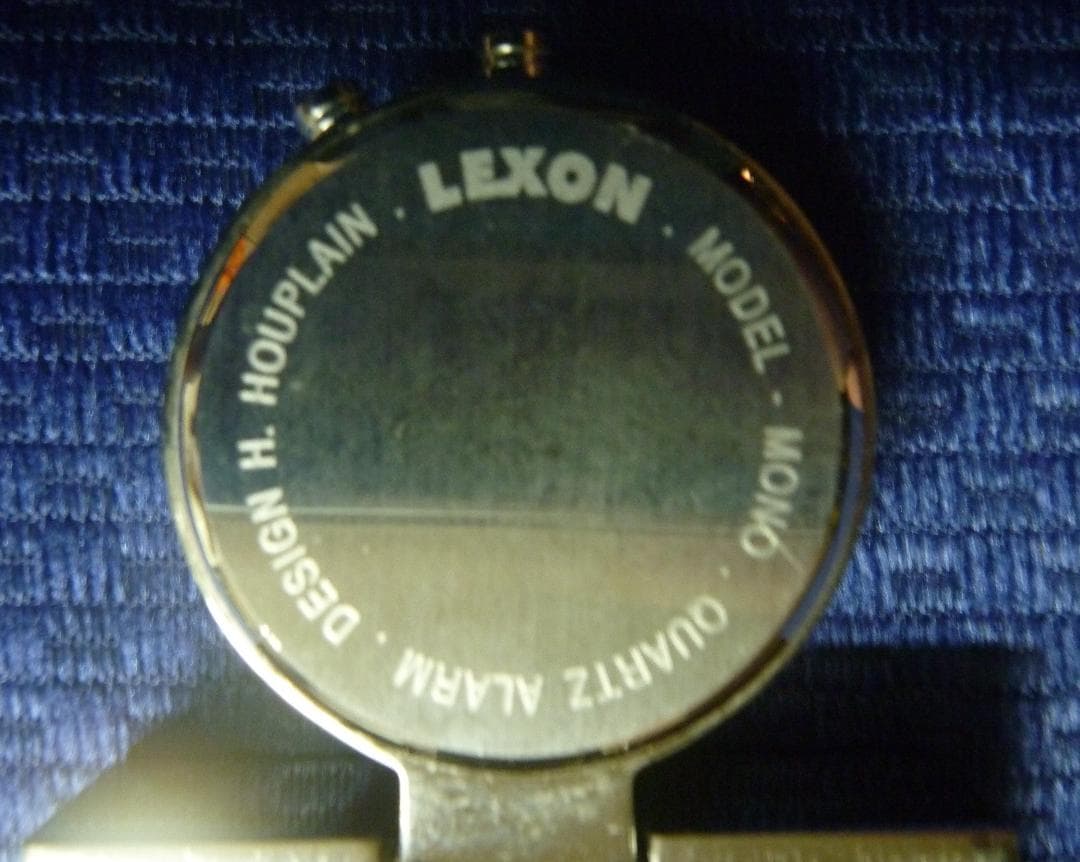 LEXON · MODEL · MONO · QUARTZ ALARM · DESIGN H. HOUPLAIN ·